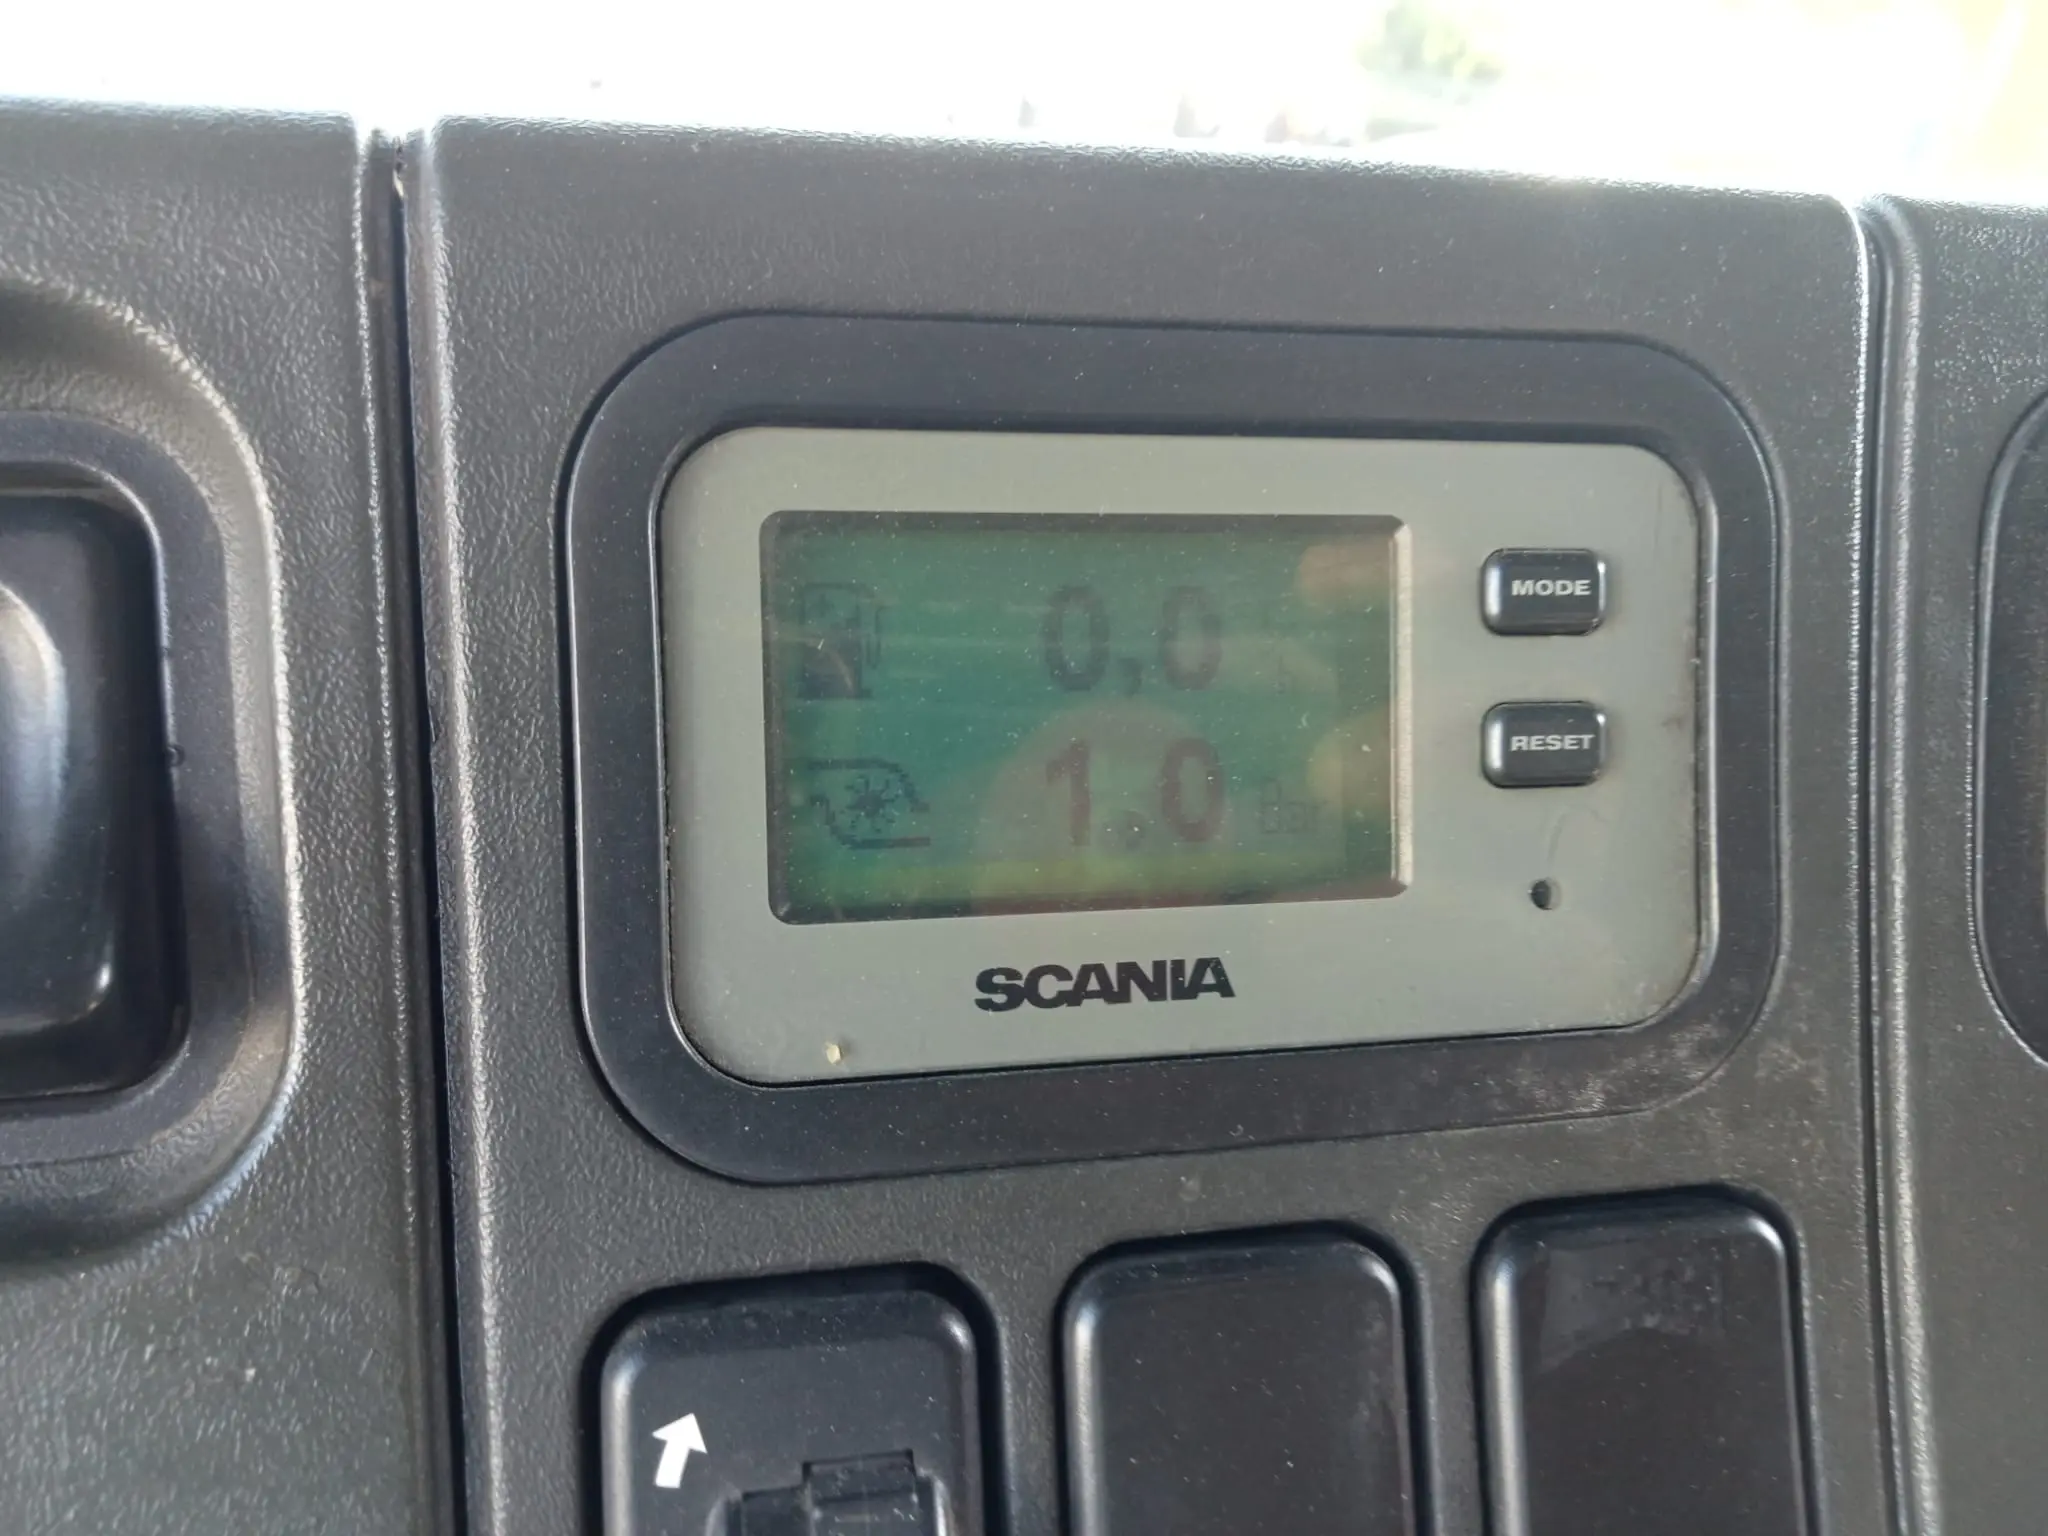 0,0
MODE
1,0 Bar
RESET
SCANIA